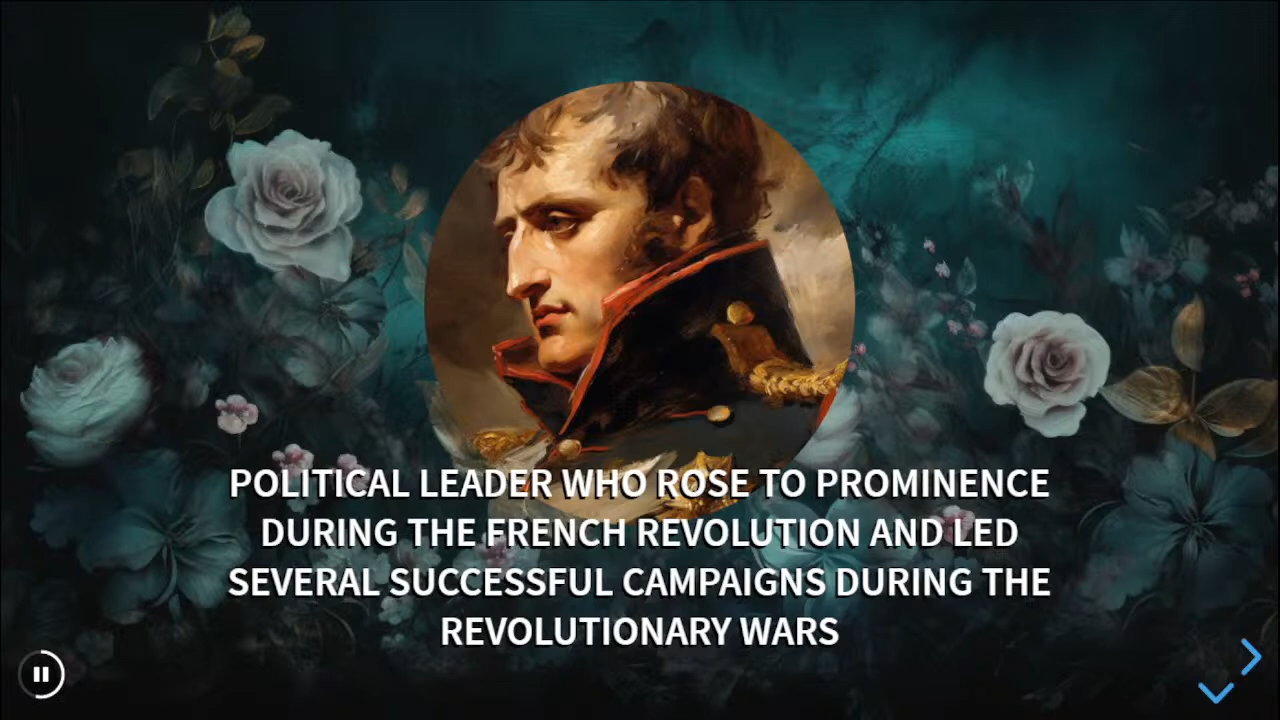 POLITICAL LEADER WHO ROSE TO PROMINENCE
DURING THE FRENCH REVOLUTION AND LED
SEVERAL SUCCESSFUL CAMPAIGNS DURING THE
REVOLUTIONARY WARS